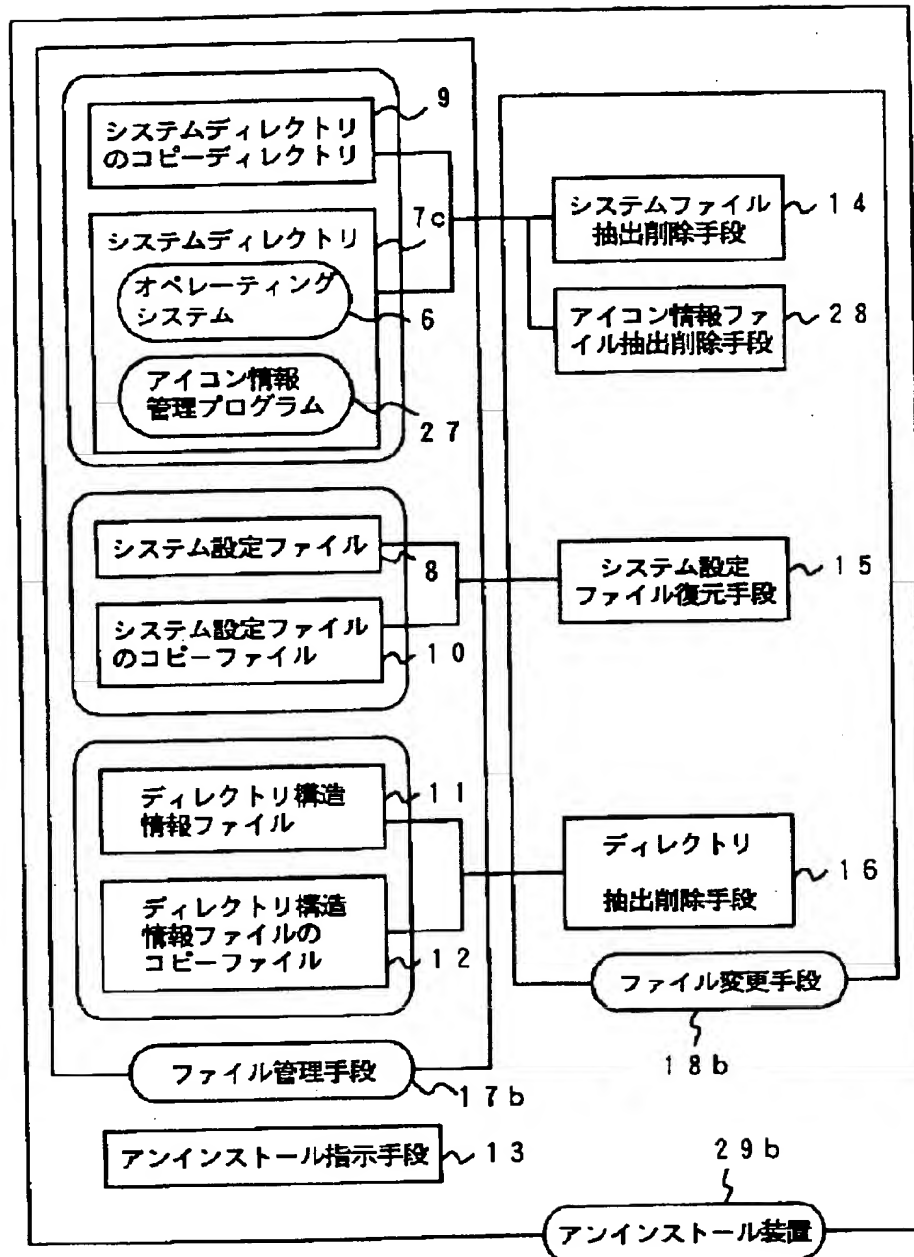 システムディレクトリ
のコピーディレクトリ
9
システムディレクトリ
7c
オペレーティング
システム
6
アイコン情報
管理プログラム
27
システムファイル
抽出削除手段
14
アイコン情報ファ
イル抽出削除手段
28
システム設定ファイル
8
システム設定ファイル
のコピーファイル
10
システム設定
ファイル復元手段
15
ディレクトリ構造
情報ファイル
11
ディレクトリ構造
情報ファイルの
コピーファイル
12
ディレクトリ
抽出削除手段
16
ファイル変更手段
18b
ファイル管理手段
17b
アンインストール指示手段
13
29b
アンインストール装置